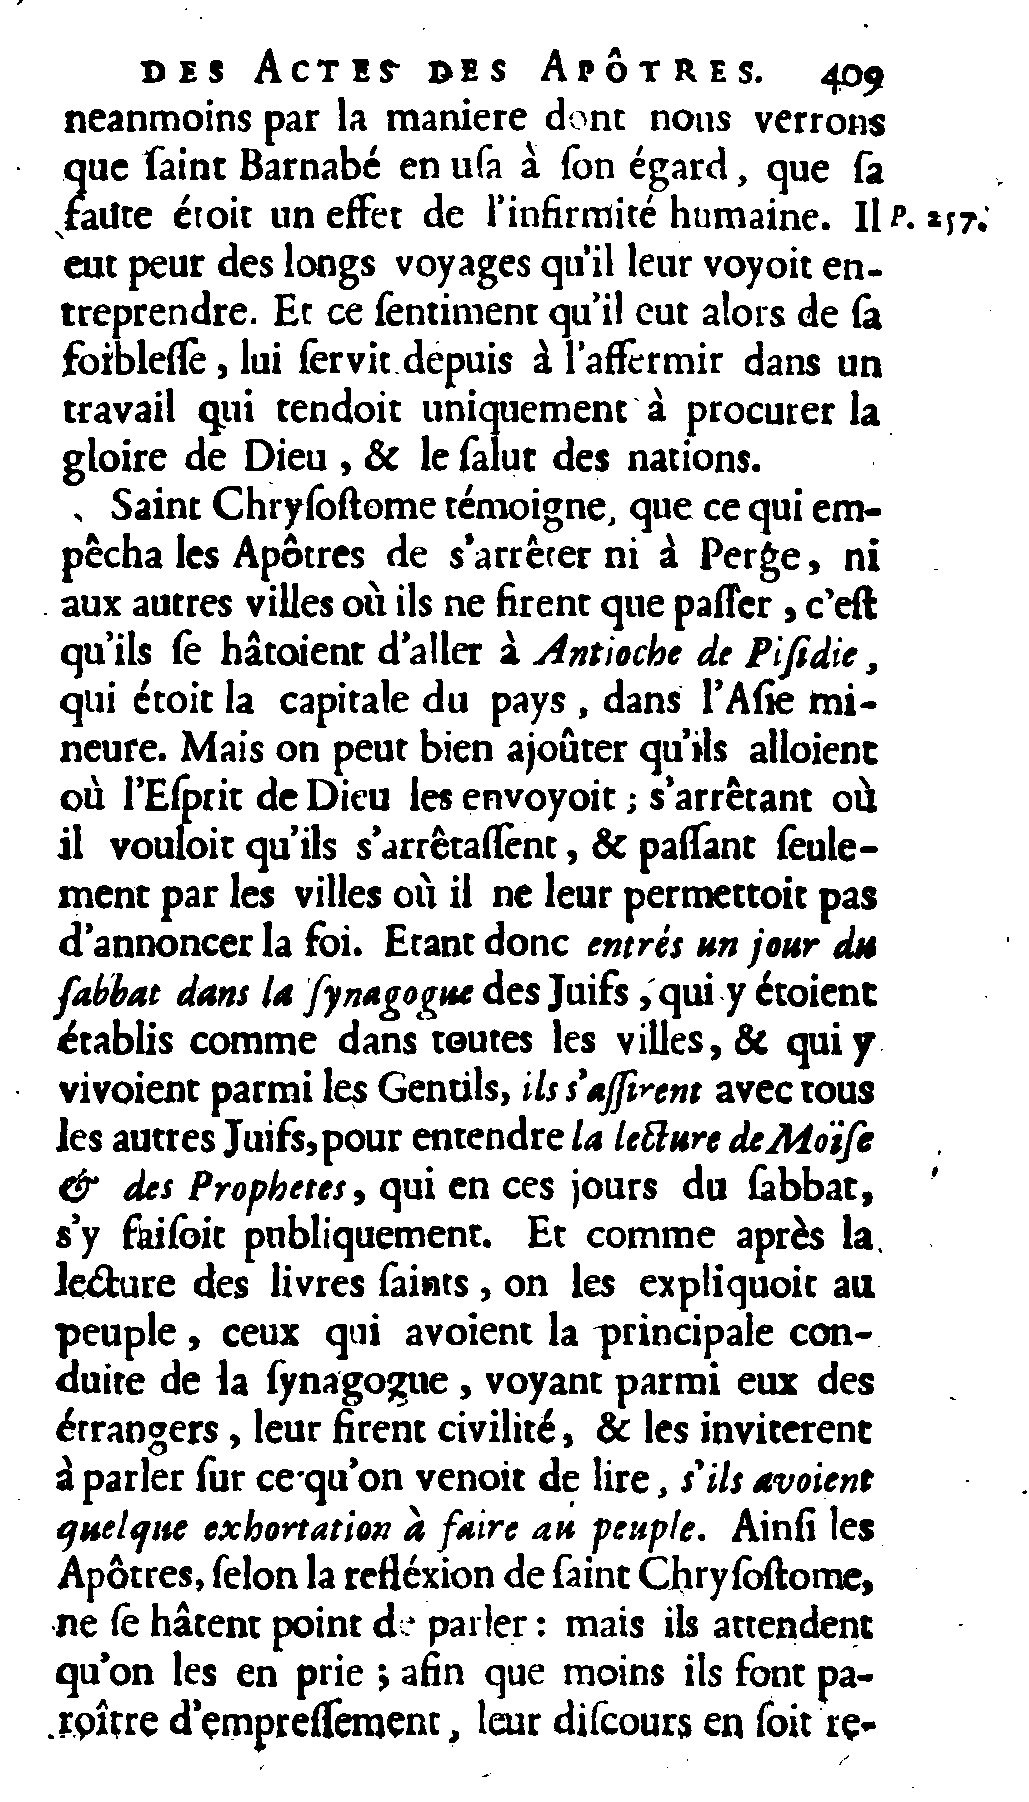 DES ACTES DES APÔTRES. 409
neanmoins par la maniere dont nous verrons
que ſaint Barnabé en uſa à ſon égard, que ſa
faute étoit un effet de l'infirmité humaine. Il P. 257.
eut peur des longs voyages qu'il leur voyoit en-
treprendre. Et ce ſentiment qu'il eut alors de ſa
foibleſſe, lui ſervit depuis à l'affermir dans un
travail qui tendoit uniquement à procurer la
gloire de Dieu, & le ſalut des nations.
Saint Chryſoſtome témoigne, que ce qui em-
pêcha les Apôtres de s'arrêter ni à Perge, ni
aux autres villes où ils ne firent que paſſer, c'eſt
qu'ils ſe hâtoient d'aller à Antioche de Piſidie,
qui étoit la capitale du pays, dans l'Aſie mi-
neure. Mais on peut bien ajoûter qu'ils alloient
où l'Eſprit de Dieu les envoyoit; s'arrêtant où
il vouloit qu'ils s'arrêtaſſent, & paſſant ſeule-
ment par les villes où il ne leur permettoit pas
d'annoncer la foi. Etant donc entrés un jour du
ſabbat dans la ſynagogue des Juifs, qui y étoient
établis comme dans toutes les villes, & qui y
vivoient parmi les Gentils, ils s'aſſirent avec tous
les autres Juifs, pour entendre la lecture de Moïſe
& des Prophetes, qui en ces jours du ſabbat,
s'y faiſoit publiquement. Et comme après la
lecture des livres ſaints, on les expliquoit au
peuple, ceux qui avoient la principale con-
duite de la ſynagogue, voyant parmi eux des
étrangers, leur firent civilité, & les inviterent
à parler ſur ce qu'on venoit de lire, s'ils avoient
quelque exhortation à faire au peuple. Ainſi les
Apôtres, ſelon la refléxion de ſaint Chryſoſtome,
ne ſe hâtent point de parler: mais ils attendent
qu'on les en prie; afin que moins ils font pa-
roître d'empreſſement, leur diſcours en ſoit re-